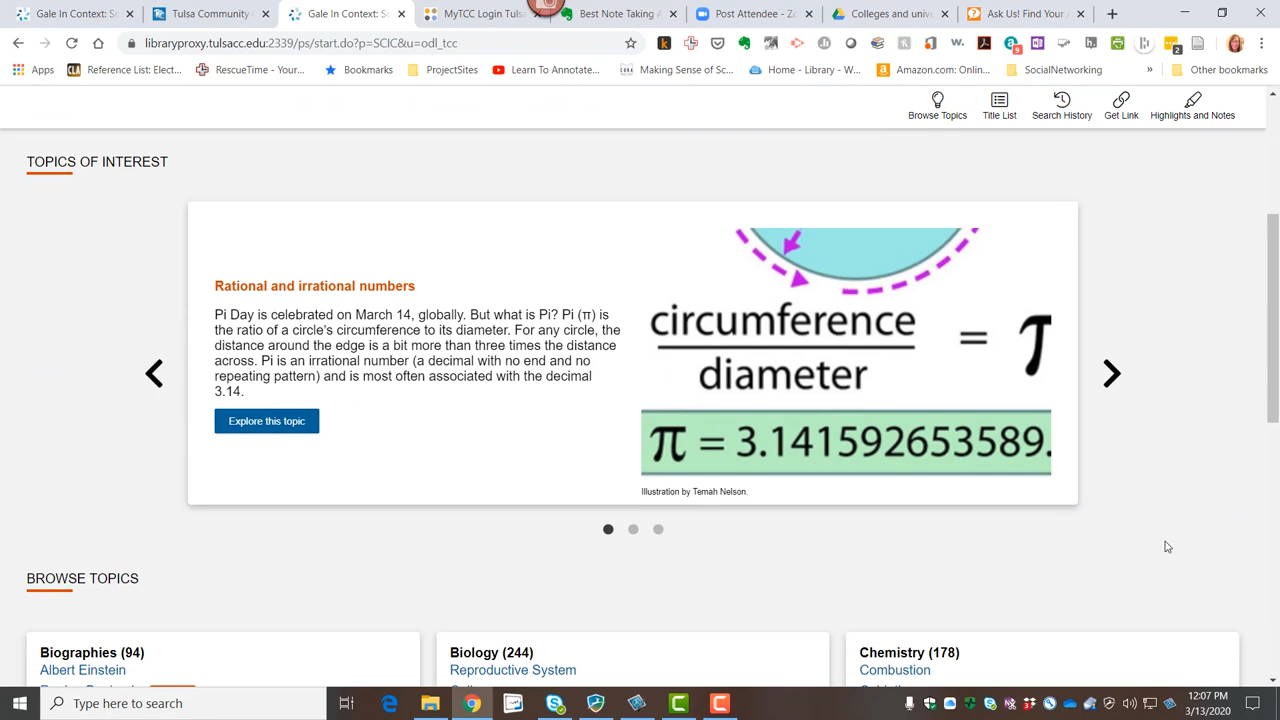 Gale In Context: Sc
Tulsa Community
Gale In Context: Sc
MyTCC Login Tulsa
Best Note Taking
Post Attendee - Zo
Colleges and unive
Ask Us! Find Your
libraryproxy.tulsacc.edu:2339/ps/start.do?p=SCIC&u=odl_tcc
Apps
Reference List: Elect...
RescueTime - Your...
Bookmarks
ProjectSites
Learn To Annotate...
Making Sense of Sc...
Home - Library - W...
Amazon.com: Onlin...
SocialNetworking
Other bookmarks
Browse Topics
Title List
Search History
Get Link
Highlights and Notes
TOPICS OF INTEREST
Rational and irrational numbers
Pi Day is celebrated on March 14, globally. But what is Pi? Pi (π) is
the ratio of a circle's circumference to its diameter. For any circle, the
distance around the edge is a bit more than three times the distance
across. Pi is an irrational number (a decimal with no end and no
repeating pattern) and is most often associated with the decimal
3.14.
Explore this topic
circumference
= π
diameter
π = 3.141592653589.
Illustration by Temah Nelson.
BROWSE TOPICS
Biographies (94)
Albert Einstein
Biology (244)
Reproductive System
Chemistry (178)
Combustion
Type here to search
12:07 PM
3/13/2020